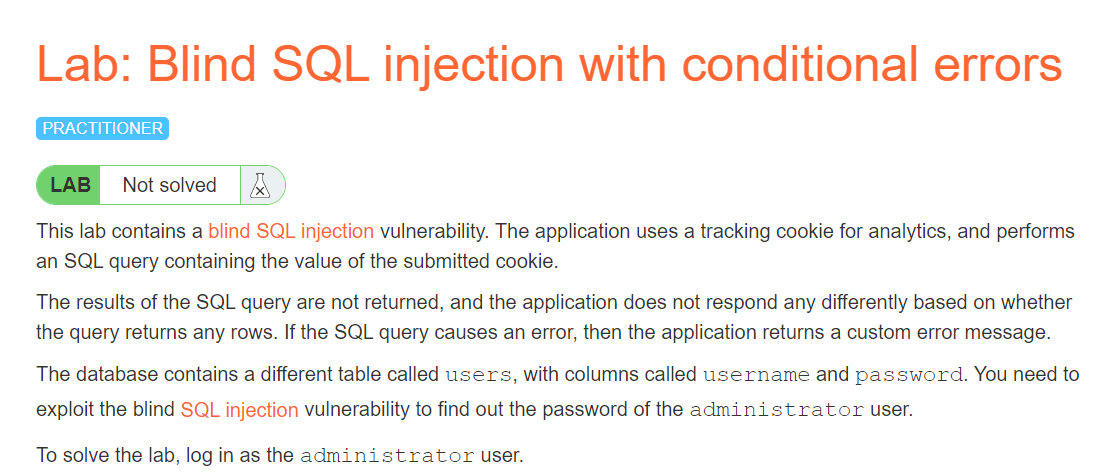 Lab: Blind SQL injection with conditional errors
PRACTITIONER
LAB Not solved
This lab contains a blind SQL injection vulnerability. The application uses a tracking cookie for analytics, and performs
an SQL query containing the value of the submitted cookie.
The results of the SQL query are not returned, and the application does not respond any differently based on whether
the query returns any rows. If the SQL query causes an error, then the application returns a custom error message.
The database contains a different table called users, with columns called username and password. You need to
exploit the blind SQL injection vulnerability to find out the password of the administrator user.
To solve the lab, log in as the administrator user.